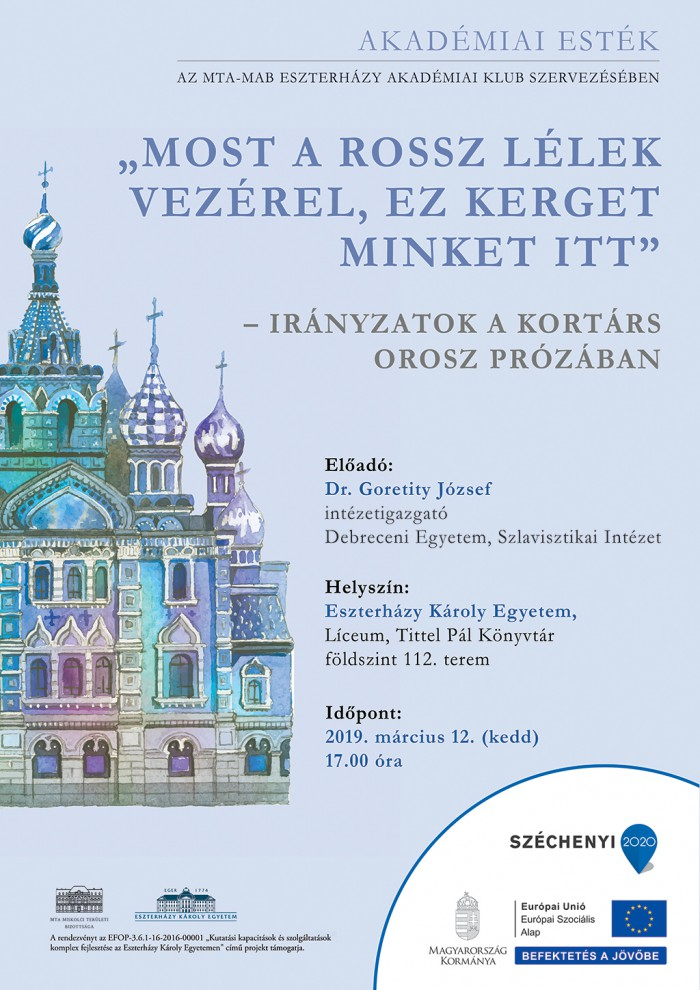 AKADÉMIAI ESTÉK
AZ MTA-MAB ESZTERHÁZY AKADÉMIAI KLUB SZERVEZÉSÉBEN
„MOST A ROSSZ LÉLEK
VEZÉREL, EZ KERGET
MINKET ITT”
– IRÁNYZATOK A KORTÁRS
OROSZ PRÓZÁBAN
Előadó:
Dr. Goretity József
intézetigazgató
Debreceni Egyetem, Szlavisztikai Intézet
Helyszín:
Eszterházy Károly Egyetem,
Líceum, Tittel Pál Könyvtár
földszint 112. terem
Időpont:
2019. március 12. (kedd)
17.00 óra
SZÉCHENYI 2020
MTA MISKOLCI TERÜLETI
BIZOTTSÁGA
EGER 1774
ESZTERHÁZY KÁROLY EGYETEM
A rendezvényt az EFOP-3.6.1-16-2016-00001 „Kutatási kapacitások és szolgáltatások
komplex fejlesztése az Eszterházy Károly Egyetemen” című projekt támogatja.
MAGYARORSZÁG
KORMÁNYA
Európai Unió
Európai Szociális
Alap
BEFEKTETÉS A JÖVŐBE